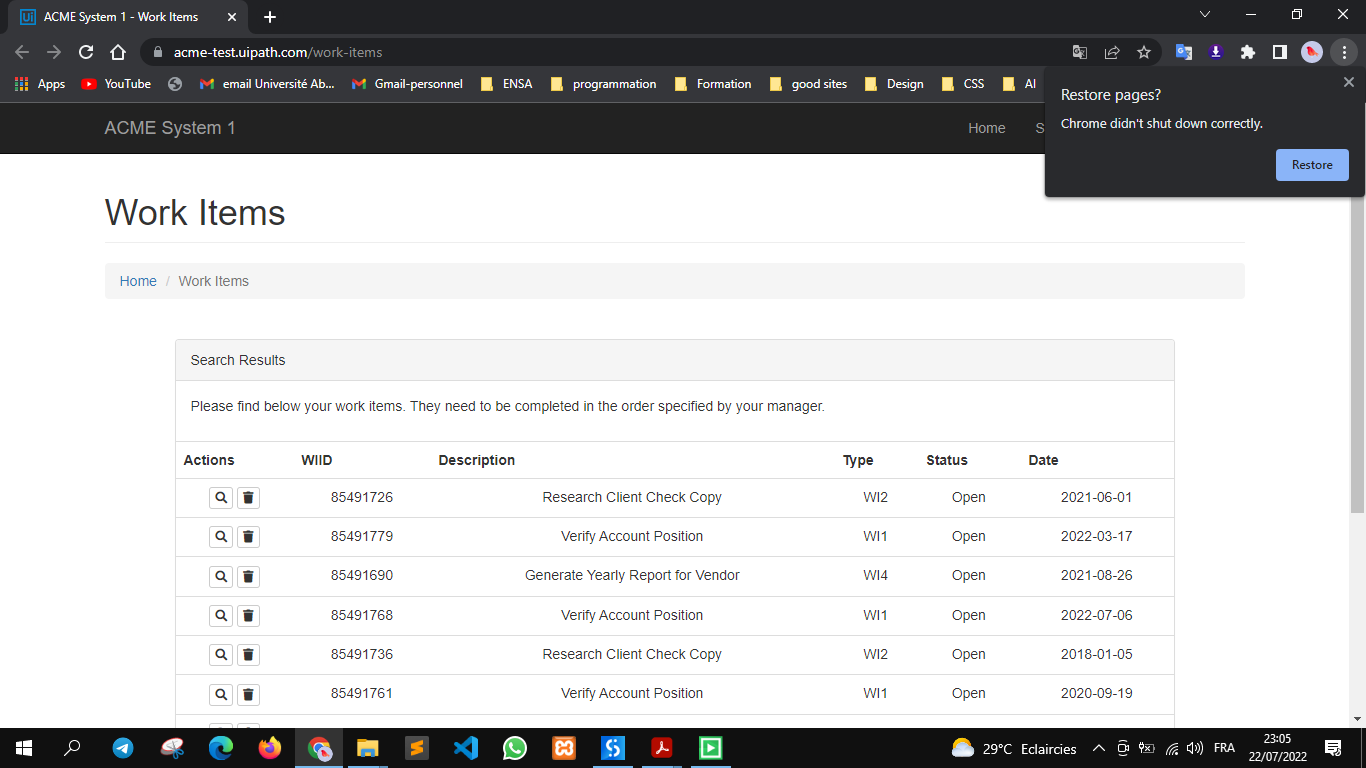 ACME System 1 - Work Items
acme-test.uipath.com/work-items
Apps YouTube email Université Ab... Gmail-personnel ENSA programmation Formation good sites Design CSS AI
Restore pages?
Chrome didn't shut down correctly.
Restore
ACME System 1 Home S
Work Items
Home / Work Items
Search Results
Please find below your work items. They need to be completed in the order specified by your manager.
Actions WIID Description Type Status Date
85491726 Research Client Check Copy WI2 Open 2021-06-01
85491779 Verify Account Position WI1 Open 2022-03-17
85491690 Generate Yearly Report for Vendor WI4 Open 2021-08-26
85491768 Verify Account Position WI1 Open 2022-07-06
85491736 Research Client Check Copy WI2 Open 2018-01-05
85491761 Verify Account Position WI1 Open 2020-09-19
29°C Eclaircies FRA 23:05
22/07/2022